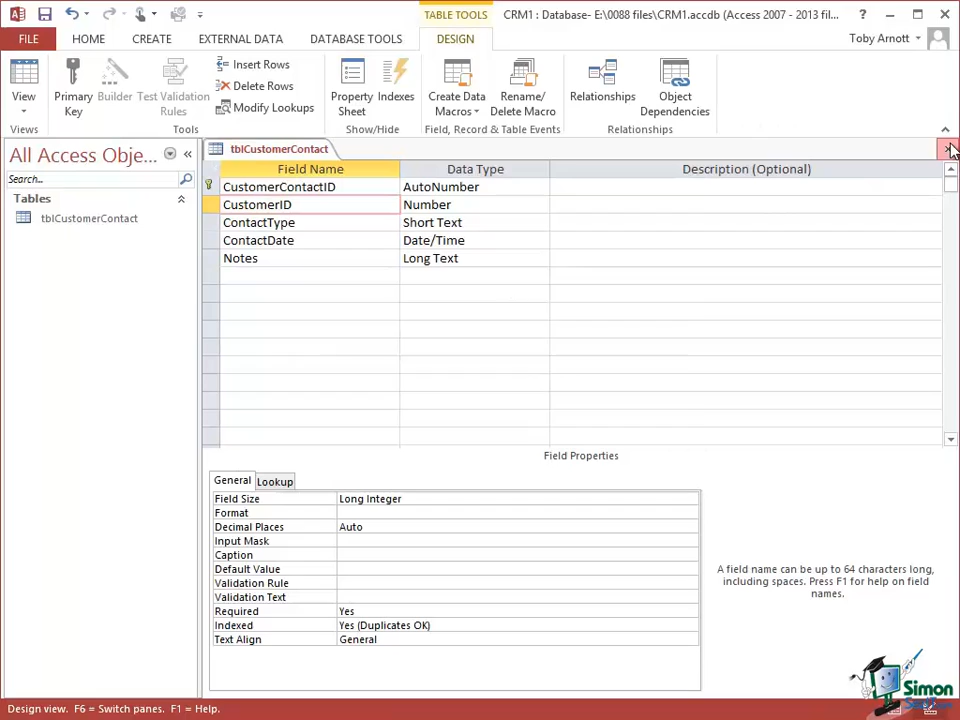 TABLE TOOLS
CRM1 : Database- E:\0088 files\CRM1.accdb (Access 2007 - 2013 fil...
FILE HOME CREATE EXTERNAL DATA DATABASE TOOLS DESIGN Toby Arnott
View
Primary Key
Builder
Test Validation Rules
Insert Rows
Delete Rows
Modify Lookups
Property Sheet
Indexes
Create Data Macros
Rename/ Delete Macro
Relationships
Object Dependencies
Views Tools Show/Hide Field, Record & Table Events Relationships
All Access Obje...
Search...
Tables
tblCustomerContact
tblCustomerContact
Field Name Data Type Description (Optional)
CustomerContactID AutoNumber
CustomerID Number
ContactType Short Text
ContactDate Date/Time
Notes Long Text
Field Properties
General Lookup
Field Size Long Integer
Format
Decimal Places Auto
Input Mask
Caption
Default Value
Validation Rule
Validation Text
Required Yes
Indexed Yes (Duplicates OK)
Text Align General
A field name can be up to 64 characters long,
including spaces. Press F1 for help on field
names.
Design view. F6 = Switch panes. F1 = Help.
Simon